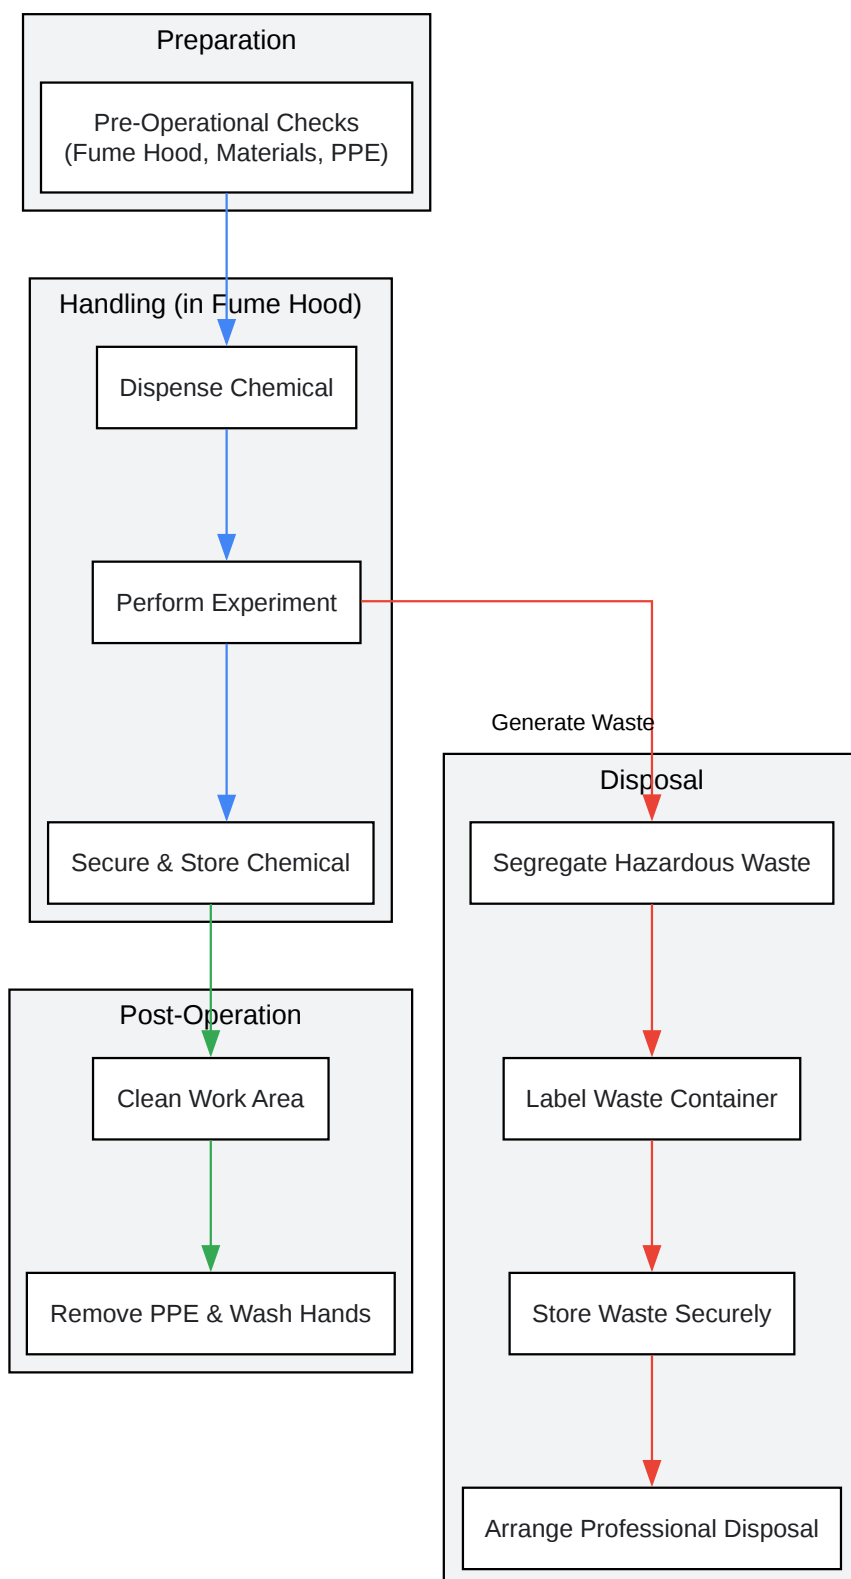 Preparation
Pre-Operational Checks
(Fume Hood, Materials, PPE)
Handling (in Fume Hood)
Dispense Chemical
Perform Experiment
Generate Waste
Disposal
Secure & Store Chemical
Segregate Hazardous Waste
Post-Operation
Clean Work Area
Label Waste Container
Remove PPE & Wash Hands
Store Waste Securely
Arrange Professional Disposal